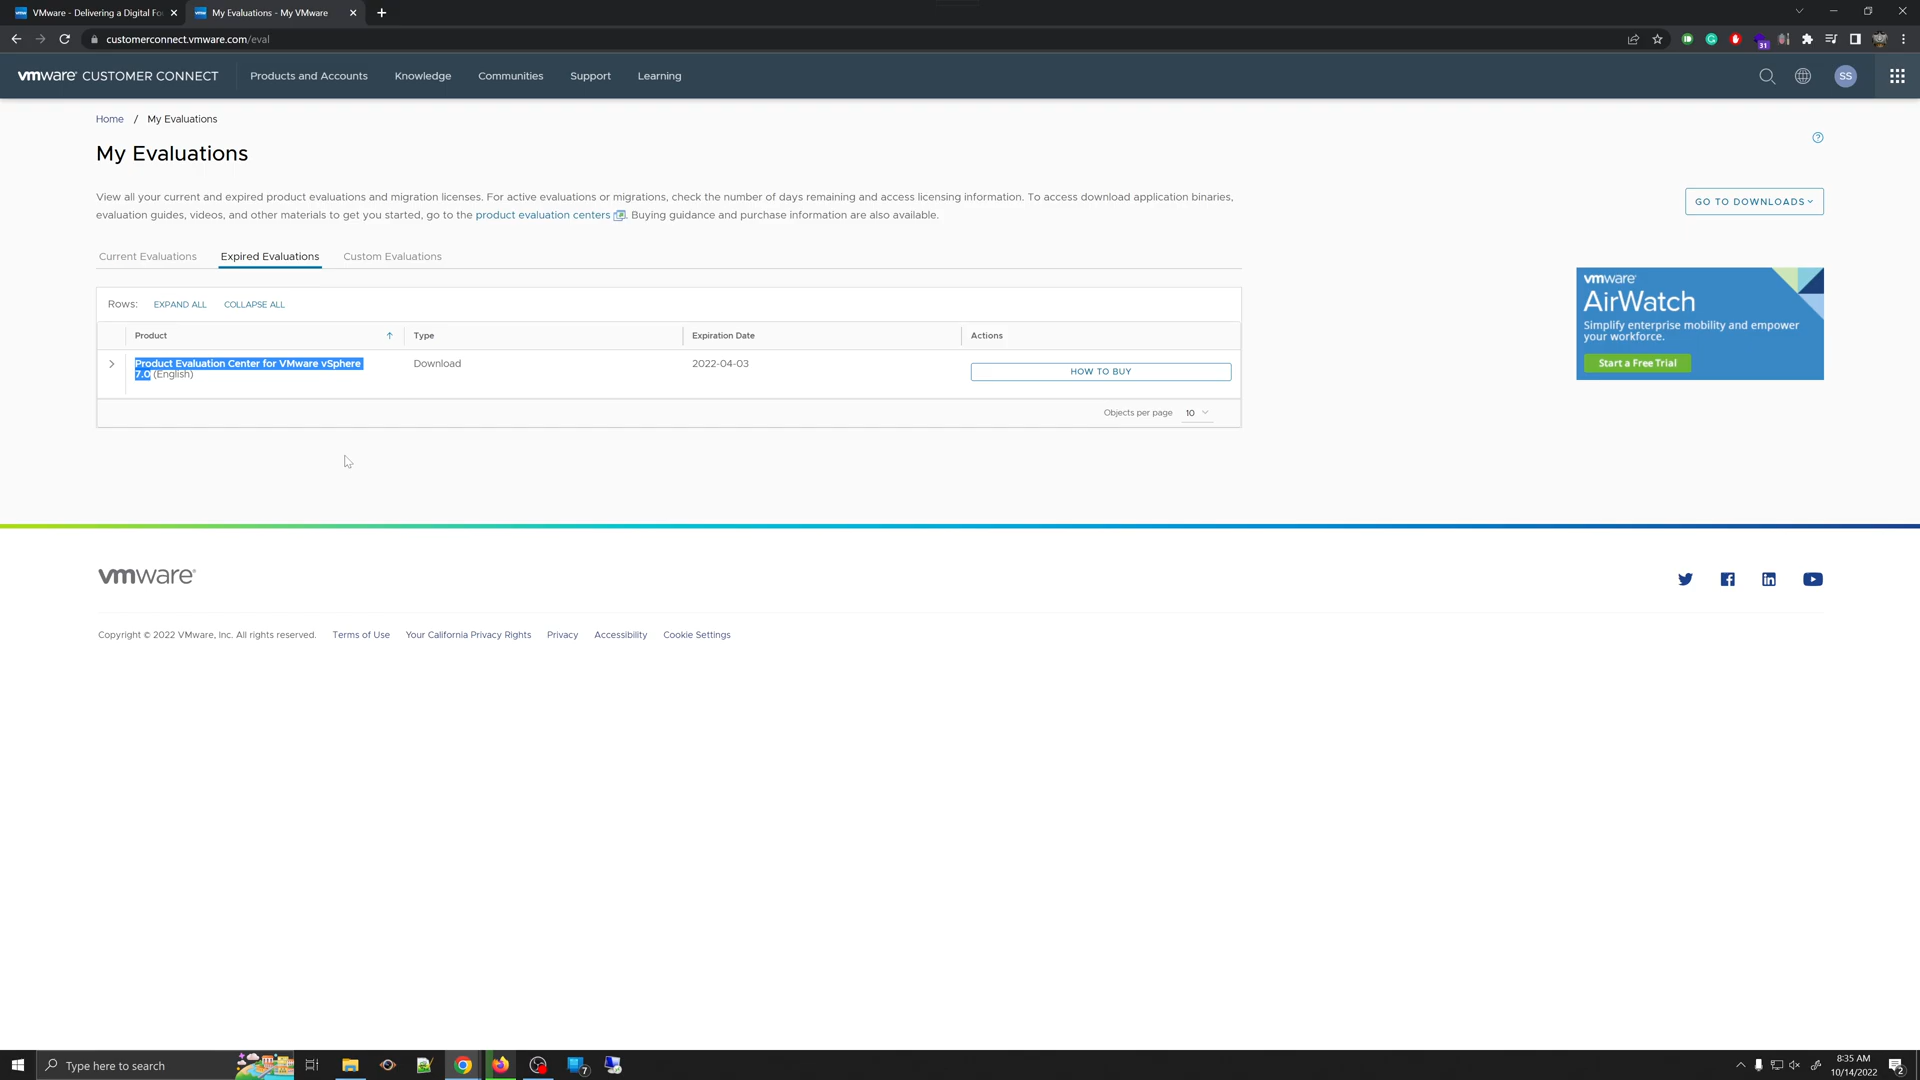 VMware - Delivering a Digital Fo
My Evaluations - My VMware
customerconnect.vmware.com/eval
31
vmware® CUSTOMER CONNECT
Products and Accounts
Knowledge
Communities
Support
Learning
SS
Home / My Evaluations
My Evaluations
View all your current and expired product evaluations and migration licenses. For active evaluations or migrations, check the number of days remaining and access licensing information. To access download application binaries,
evaluation guides, videos, and other materials to get you started, go to the product evaluation centers. Buying guidance and purchase information are also available.
GO TO DOWNLOADS
Current Evaluations
Expired Evaluations
Custom Evaluations
vmware®
AirWatch
Simplify enterprise mobility and empower
your workforce.
Start a Free Trial
Rows: EXPAND ALL COLLAPSE ALL
Product
Type
Expiration Date
Actions
Product Evaluation Center for VMware vSphere
7.0 (English)
Download
2022-04-03
HOW TO BUY
Objects per page 10
vmware®
Copyright © 2022 VMware, Inc. All rights reserved.
Terms of Use
Your California Privacy Rights
Privacy
Accessibility
Cookie Settings
Type here to search
7
8:35 AM
10/14/2022
2